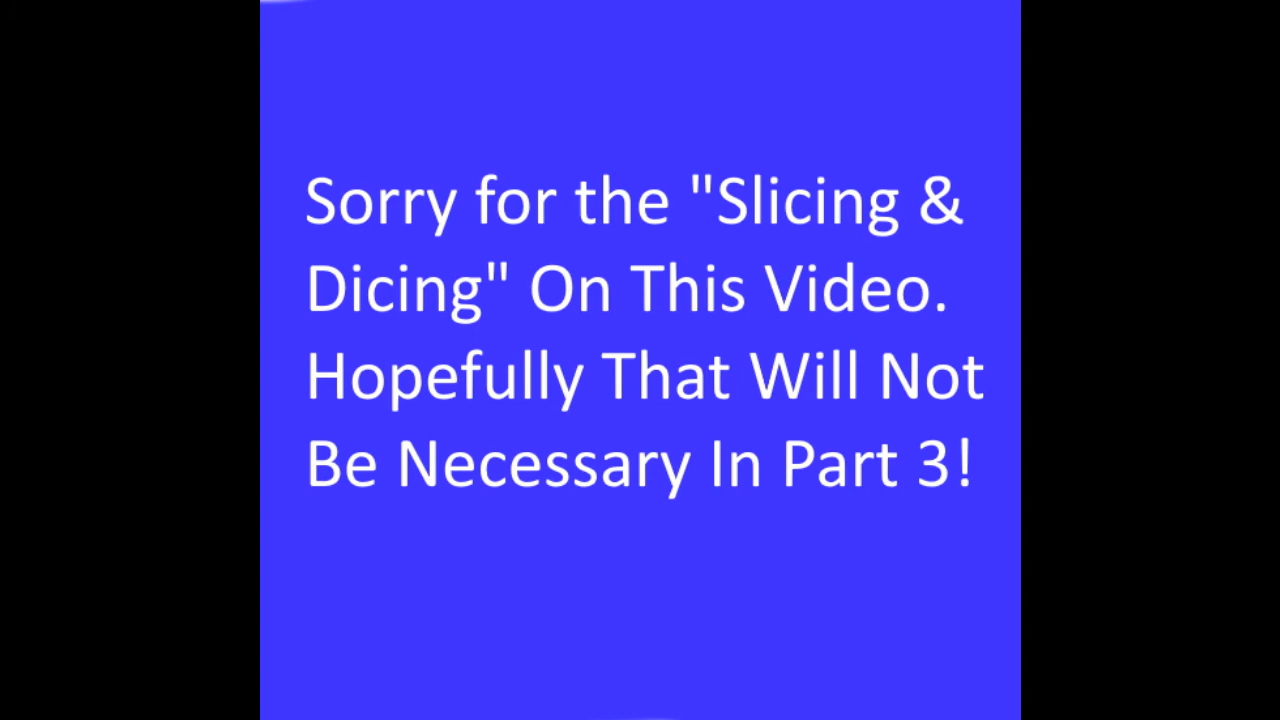 Sorry for the "Slicing &
Dicing" On This Video.
Hopefully That Will Not
Be Necessary In Part 3!